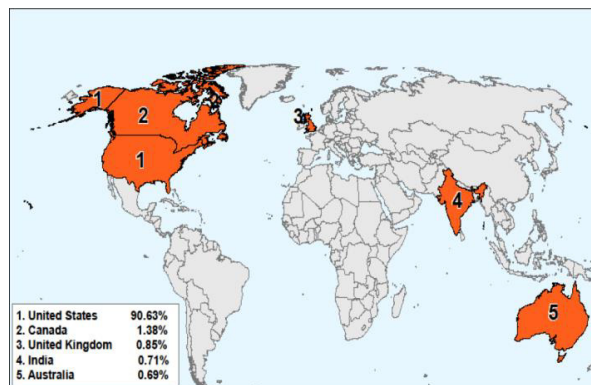 1
2
3
1
4
5
1. United States 90.63%
2. Canada 1.38%
3. United Kingdom 0.85%
4. India 0.71%
5. Australia 0.69%